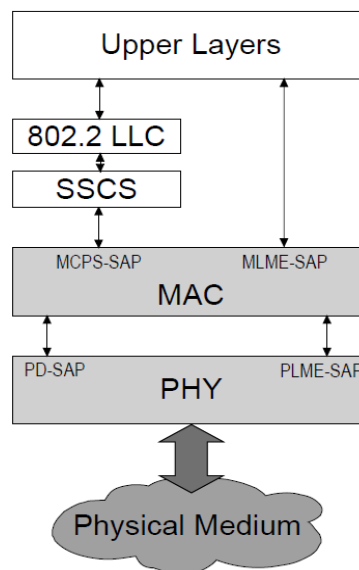 Upper Layers
802.2 LLC
SSCS
MCPS-SAP MLME-SAP
MAC
PD-SAP PLME-SAP
PHY
Physical Medium